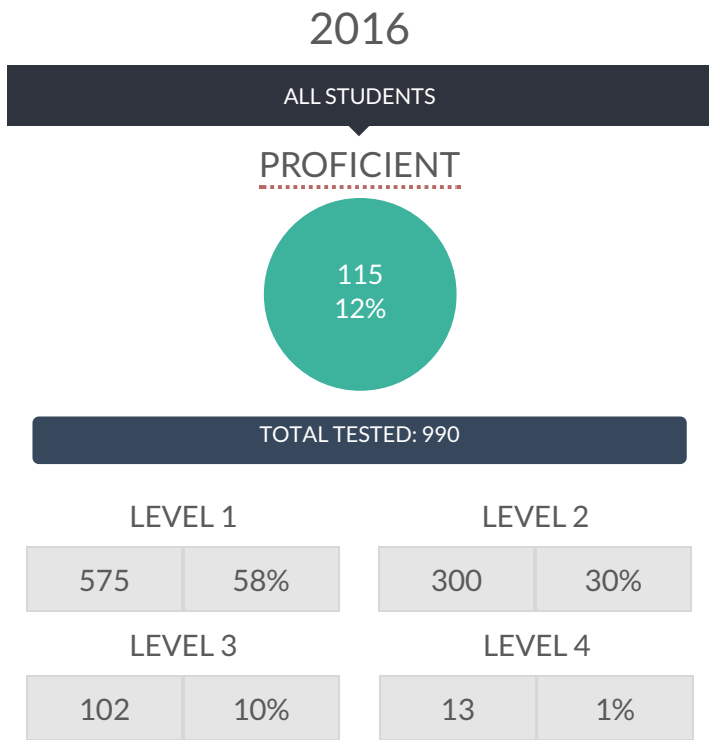 2016
ALL STUDENTS
PROFICIENT
115
12%
TOTAL TESTED: 990
LEVEL 1 LEVEL 2
575 58% 300 30%
LEVEL 3 LEVEL 4
102 10% 13 1%